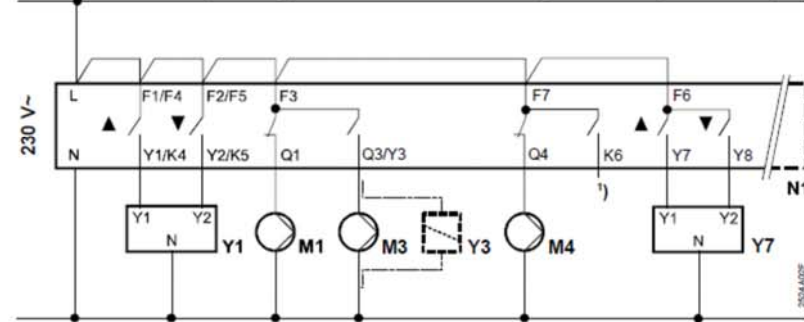 230 V~
L F1/F4 F2/F5 F3 F7 F6
N Y1/K4 Y2/K5 Q1 Q3/Y3 Q4 K6 Y7 Y8
¹) N1
Y1 Y2 Y1 Y2
N Y1 M1 M3 Y3 M4 N Y7
2524A02E